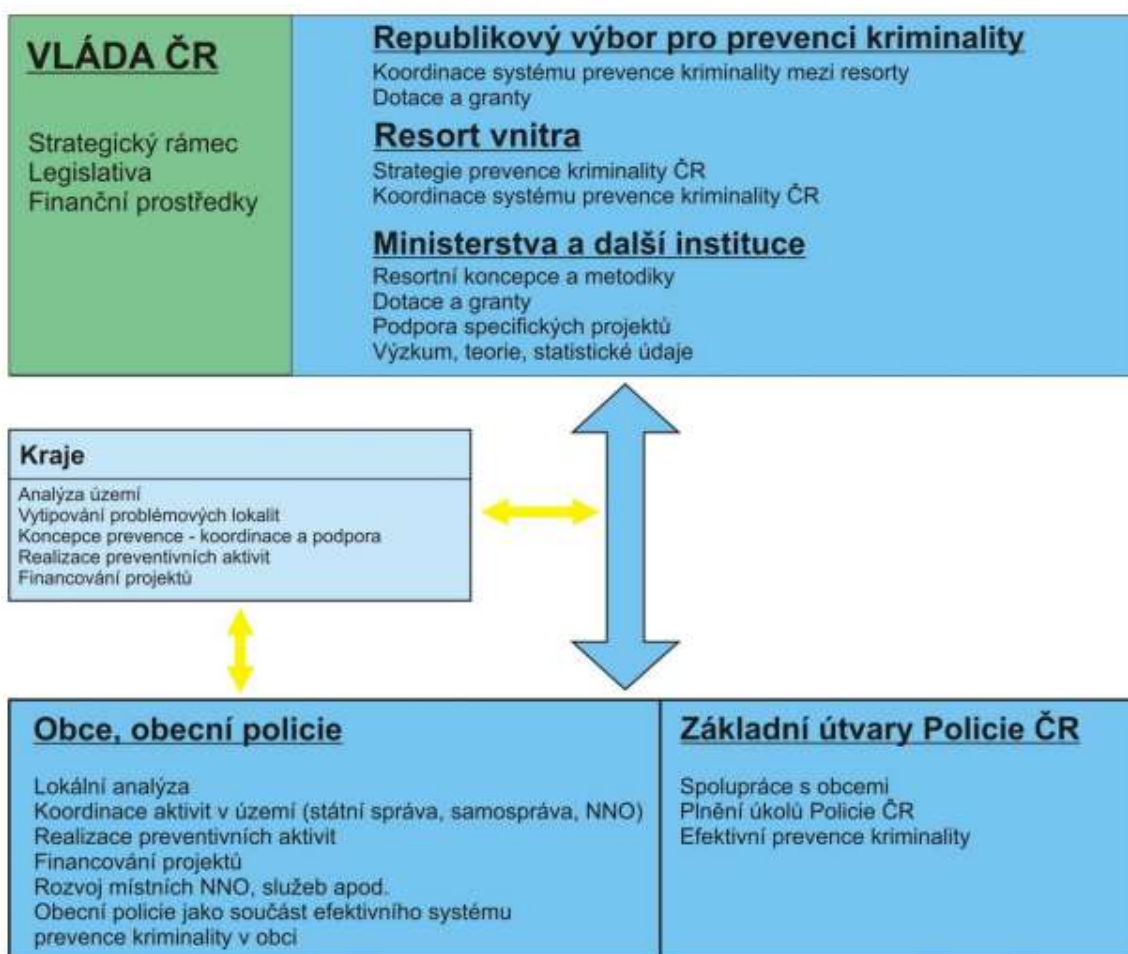 VLÁDA ČR
Strategický rámec
Legislativa
Finanční prostředky
Republikový výbor pro prevenci kriminality
Koordinace systému prevence kriminality mezi resorty
Dotace a granty
Resort vnitra
Strategie prevence kriminality ČR
Koordinace systému prevence kriminality ČR
Ministerstva a další instituce
Resortní koncepce a metodiky
Dotace a granty
Podpora specifických projektů
Výzkum, teorie, statistické údaje
Kraje
Analýza území
Vytipování problémových lokalit
Koncepce prevence - koordinace a podpora
Realizace preventivních aktivit
Financování projektů
Obce, obecní policie
Lokální analýza
Koordinace aktivit v území (státní správa, samospráva, NNO)
Realizace preventivních aktivit
Financování projektů
Rozvoj místních NNO, služeb apod.
Obecní policie jako součást efektivního systému
prevence kriminality v obci
Základní útvary Policie ČR
Spolupráce s obcemi
Plnění úkolů Policie ČR
Efektivní prevence kriminality